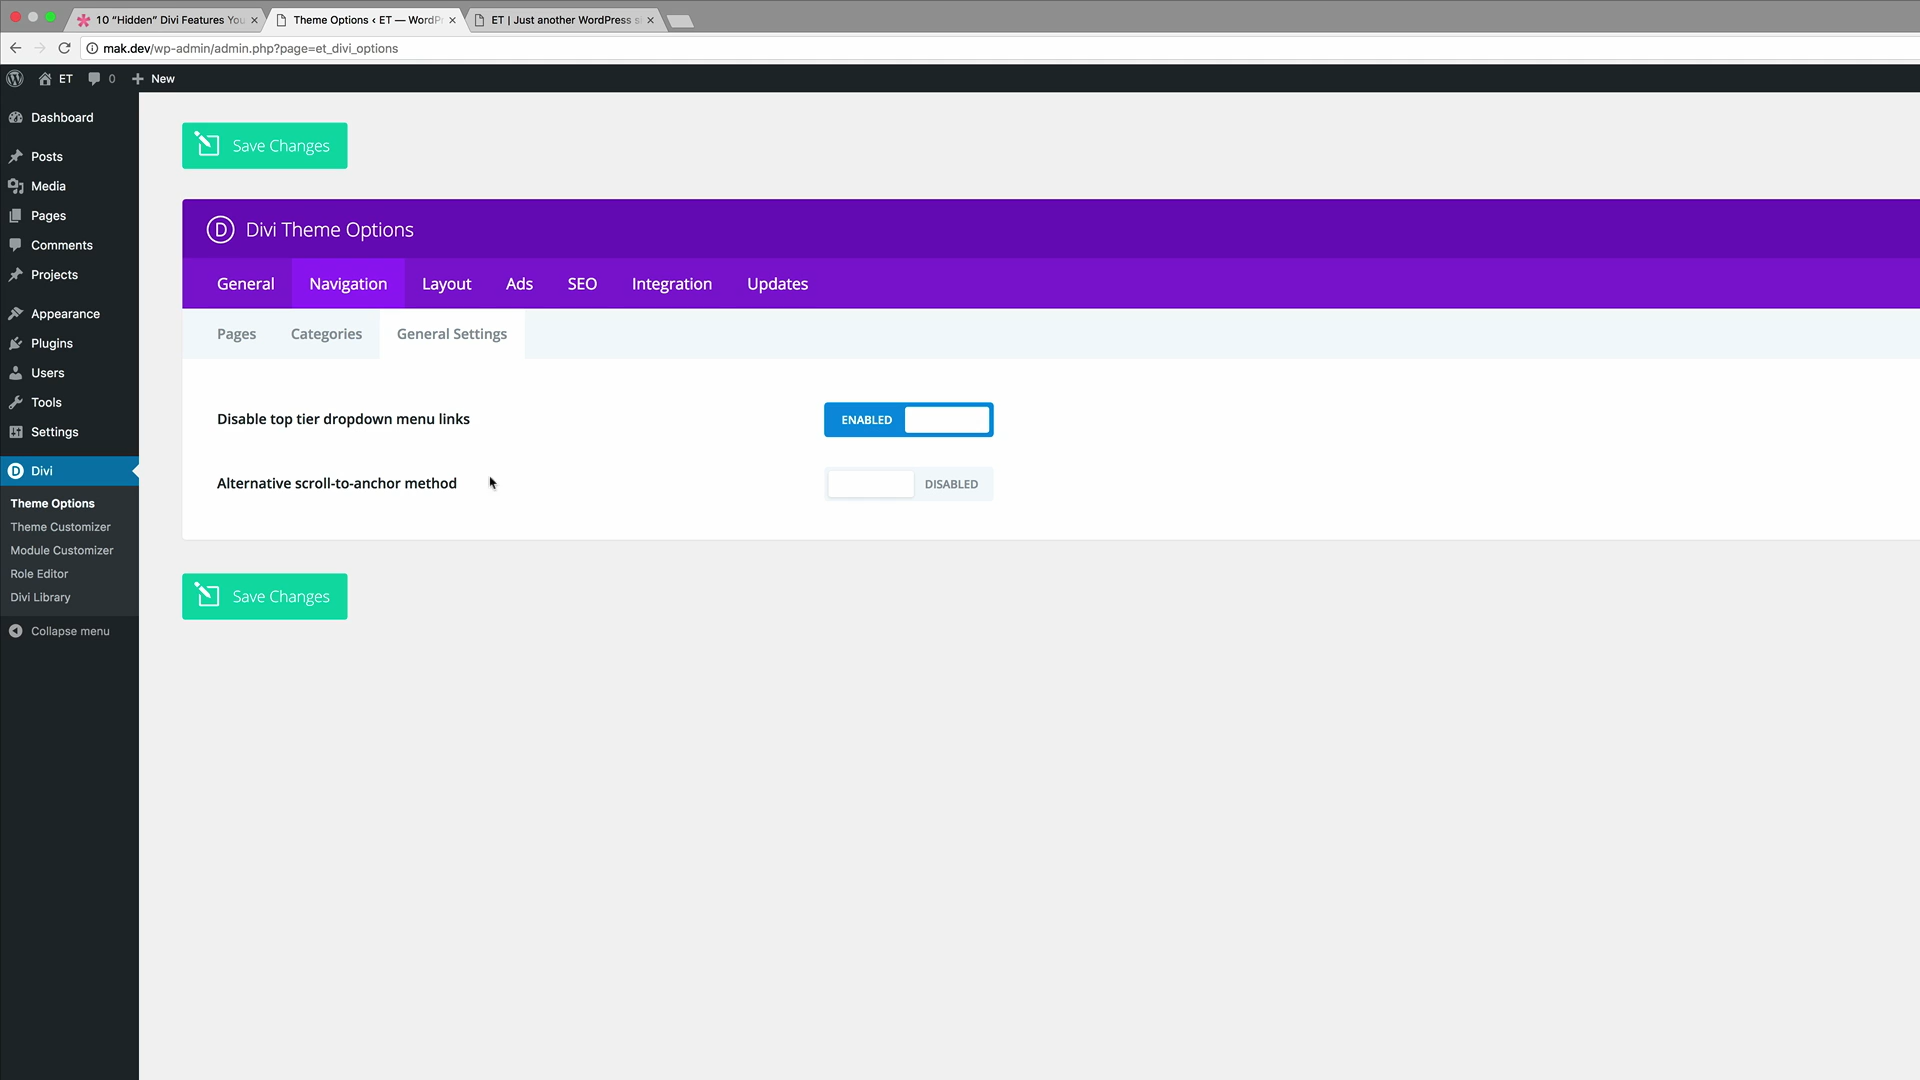 10 “Hidden” Divi Features You
Theme Options ‹ ET — WordPr
ET | Just another WordPress si
mak.dev/wp-admin/admin.php?page=et_divi_options
ET
0
New
Dashboard
Posts
Media
Pages
Comments
Projects
Appearance
Plugins
Users
Tools
Settings
Divi
Theme Options
Theme Customizer
Module Customizer
Role Editor
Divi Library
Collapse menu
Save Changes
D Divi Theme Options
General Navigation Layout Ads SEO Integration Updates
Pages Categories General Settings
Disable top tier dropdown menu links ENABLED
Alternative scroll-to-anchor method DISABLED
Save Changes